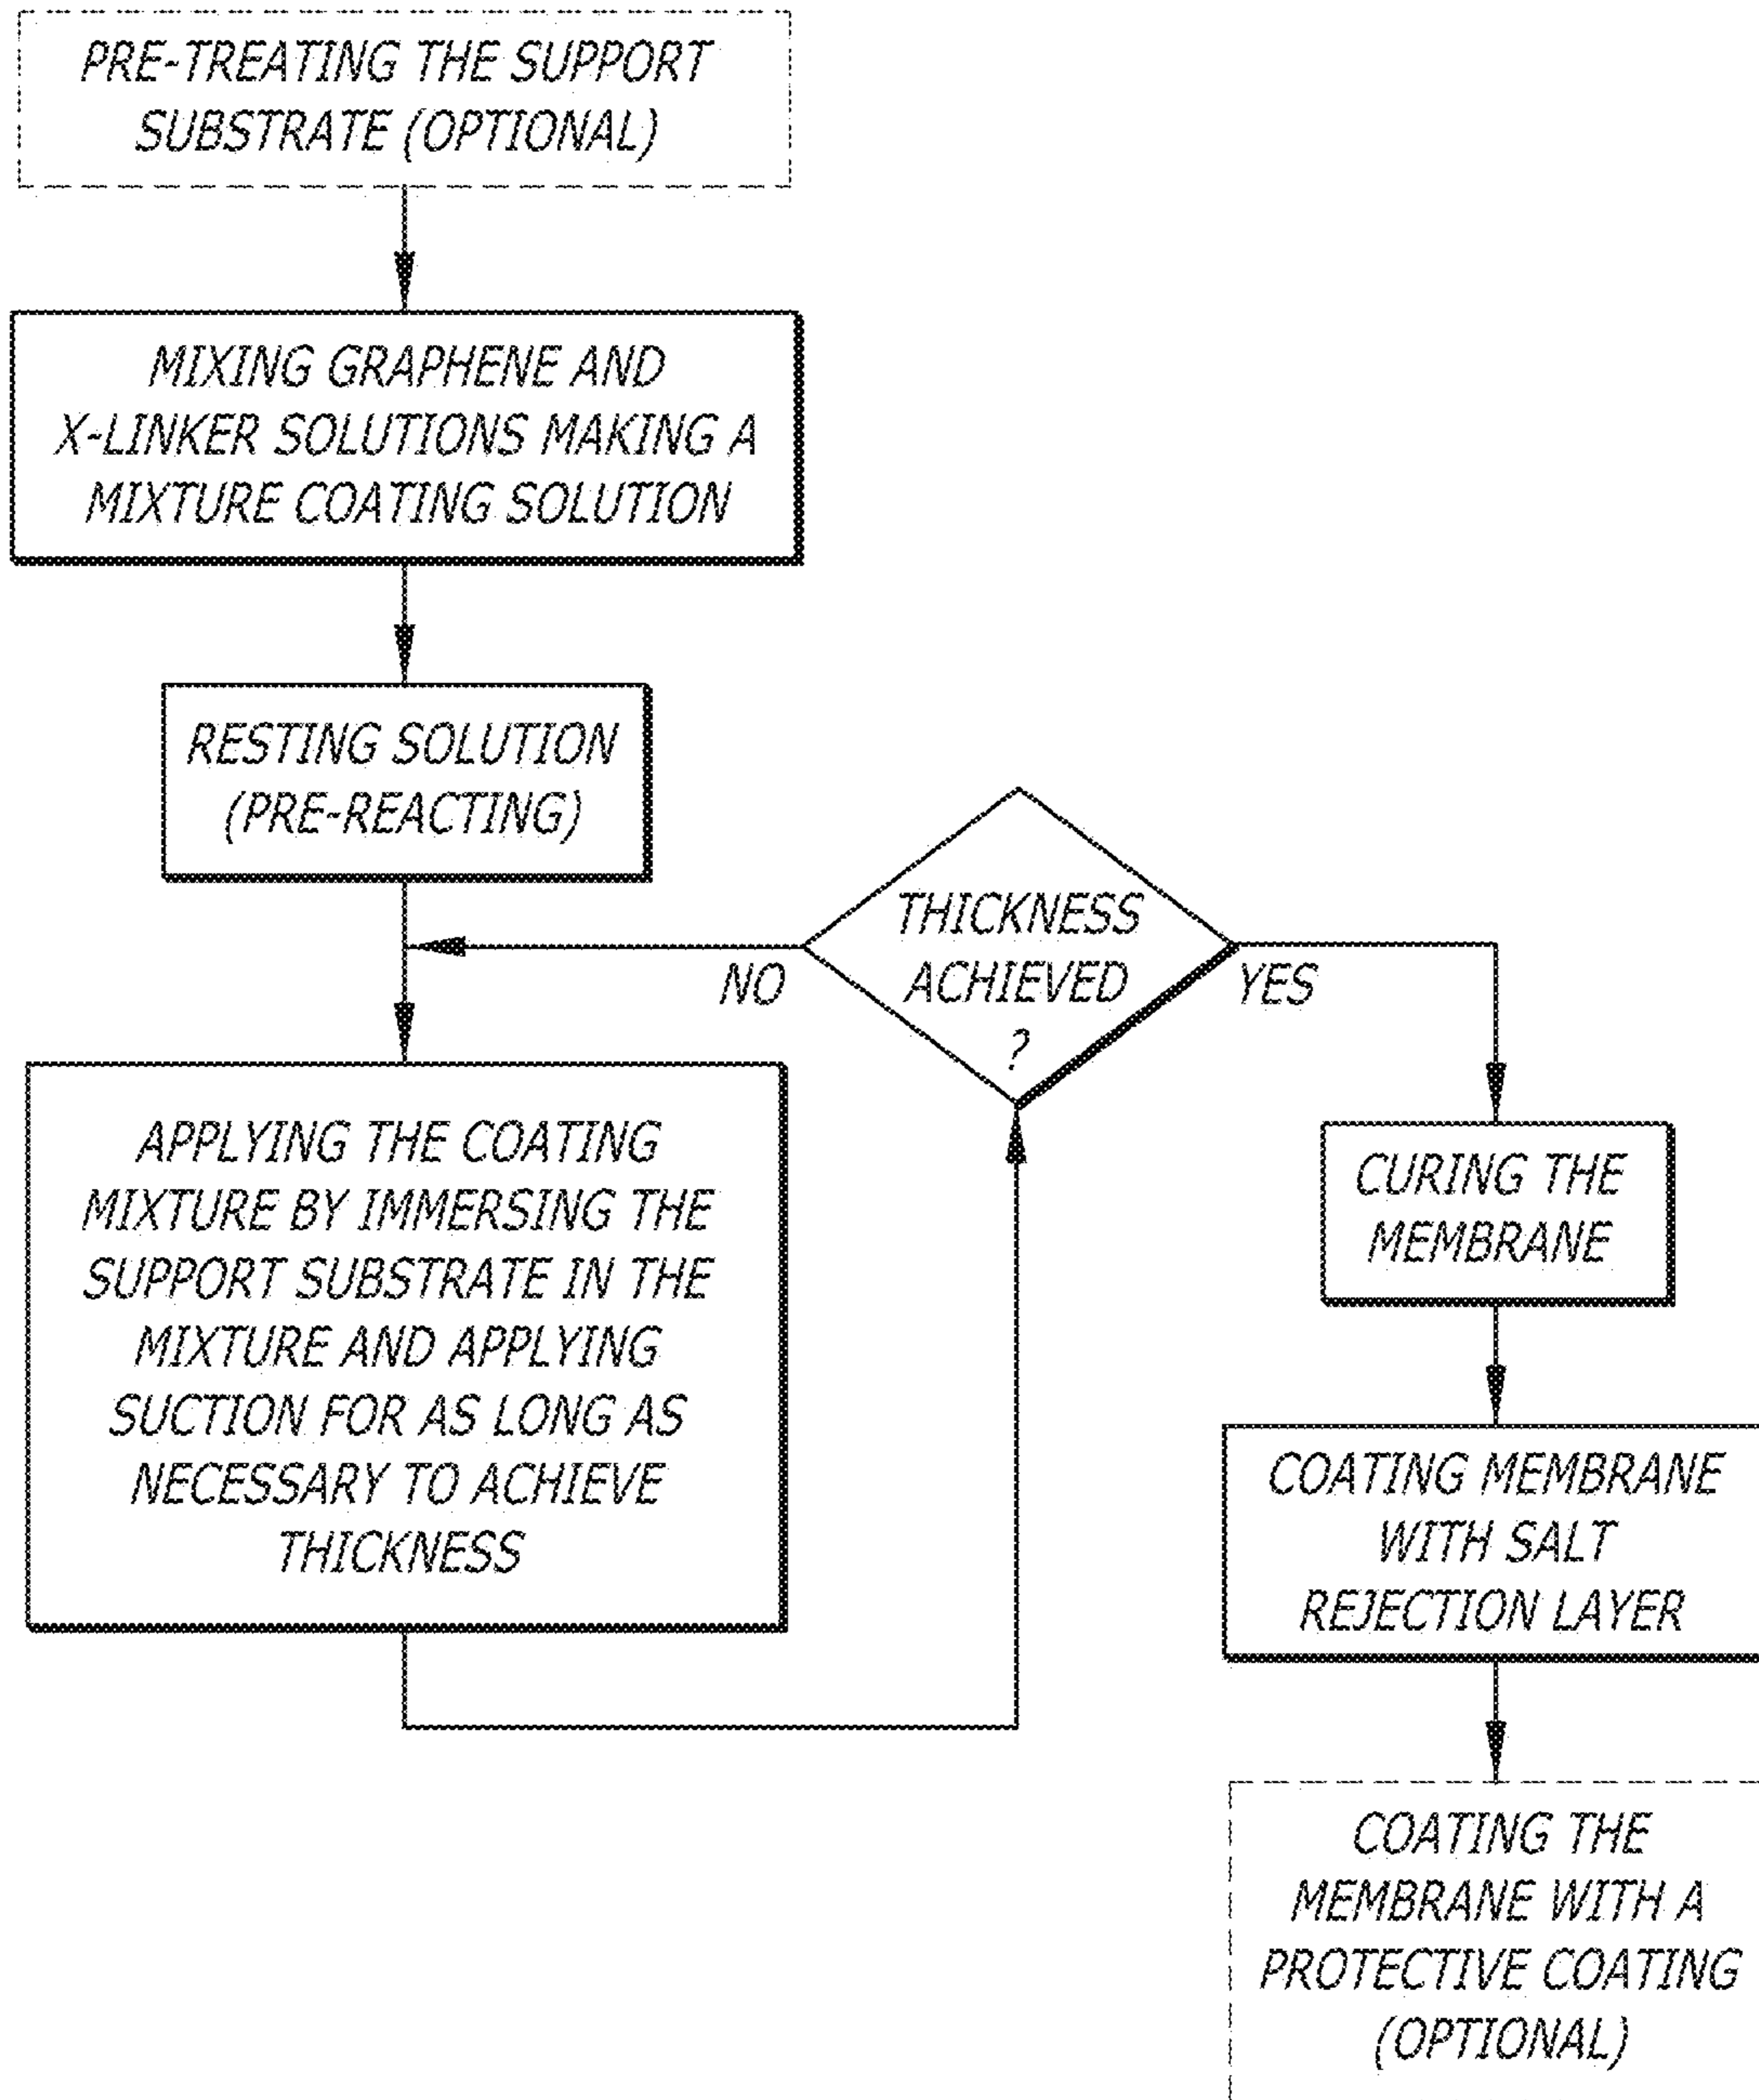 PRE-TREATING THE SUPPORT
SUBSTRATE (OPTIONAL)
MIXING GRAPHENE AND
X-LINKER SOLUTIONS MAKING A
MIXTURE COATING SOLUTION
RESTING SOLUTION
(PRE-REACTING)
THICKNESS
ACHIEVED
?
NO
YES
APPLYING THE COATING
MIXTURE BY IMMERSING THE
SUPPORT SUBSTRATE IN THE
MIXTURE AND APPLYING
SUCTION FOR AS LONG AS
NECESSARY TO ACHIEVE
THICKNESS
CURING THE
MEMBRANE
COATING MEMBRANE
WITH SALT
REJECTION LAYER
COATING THE
MEMBRANE WITH A
PROTECTIVE COATING
(OPTIONAL)